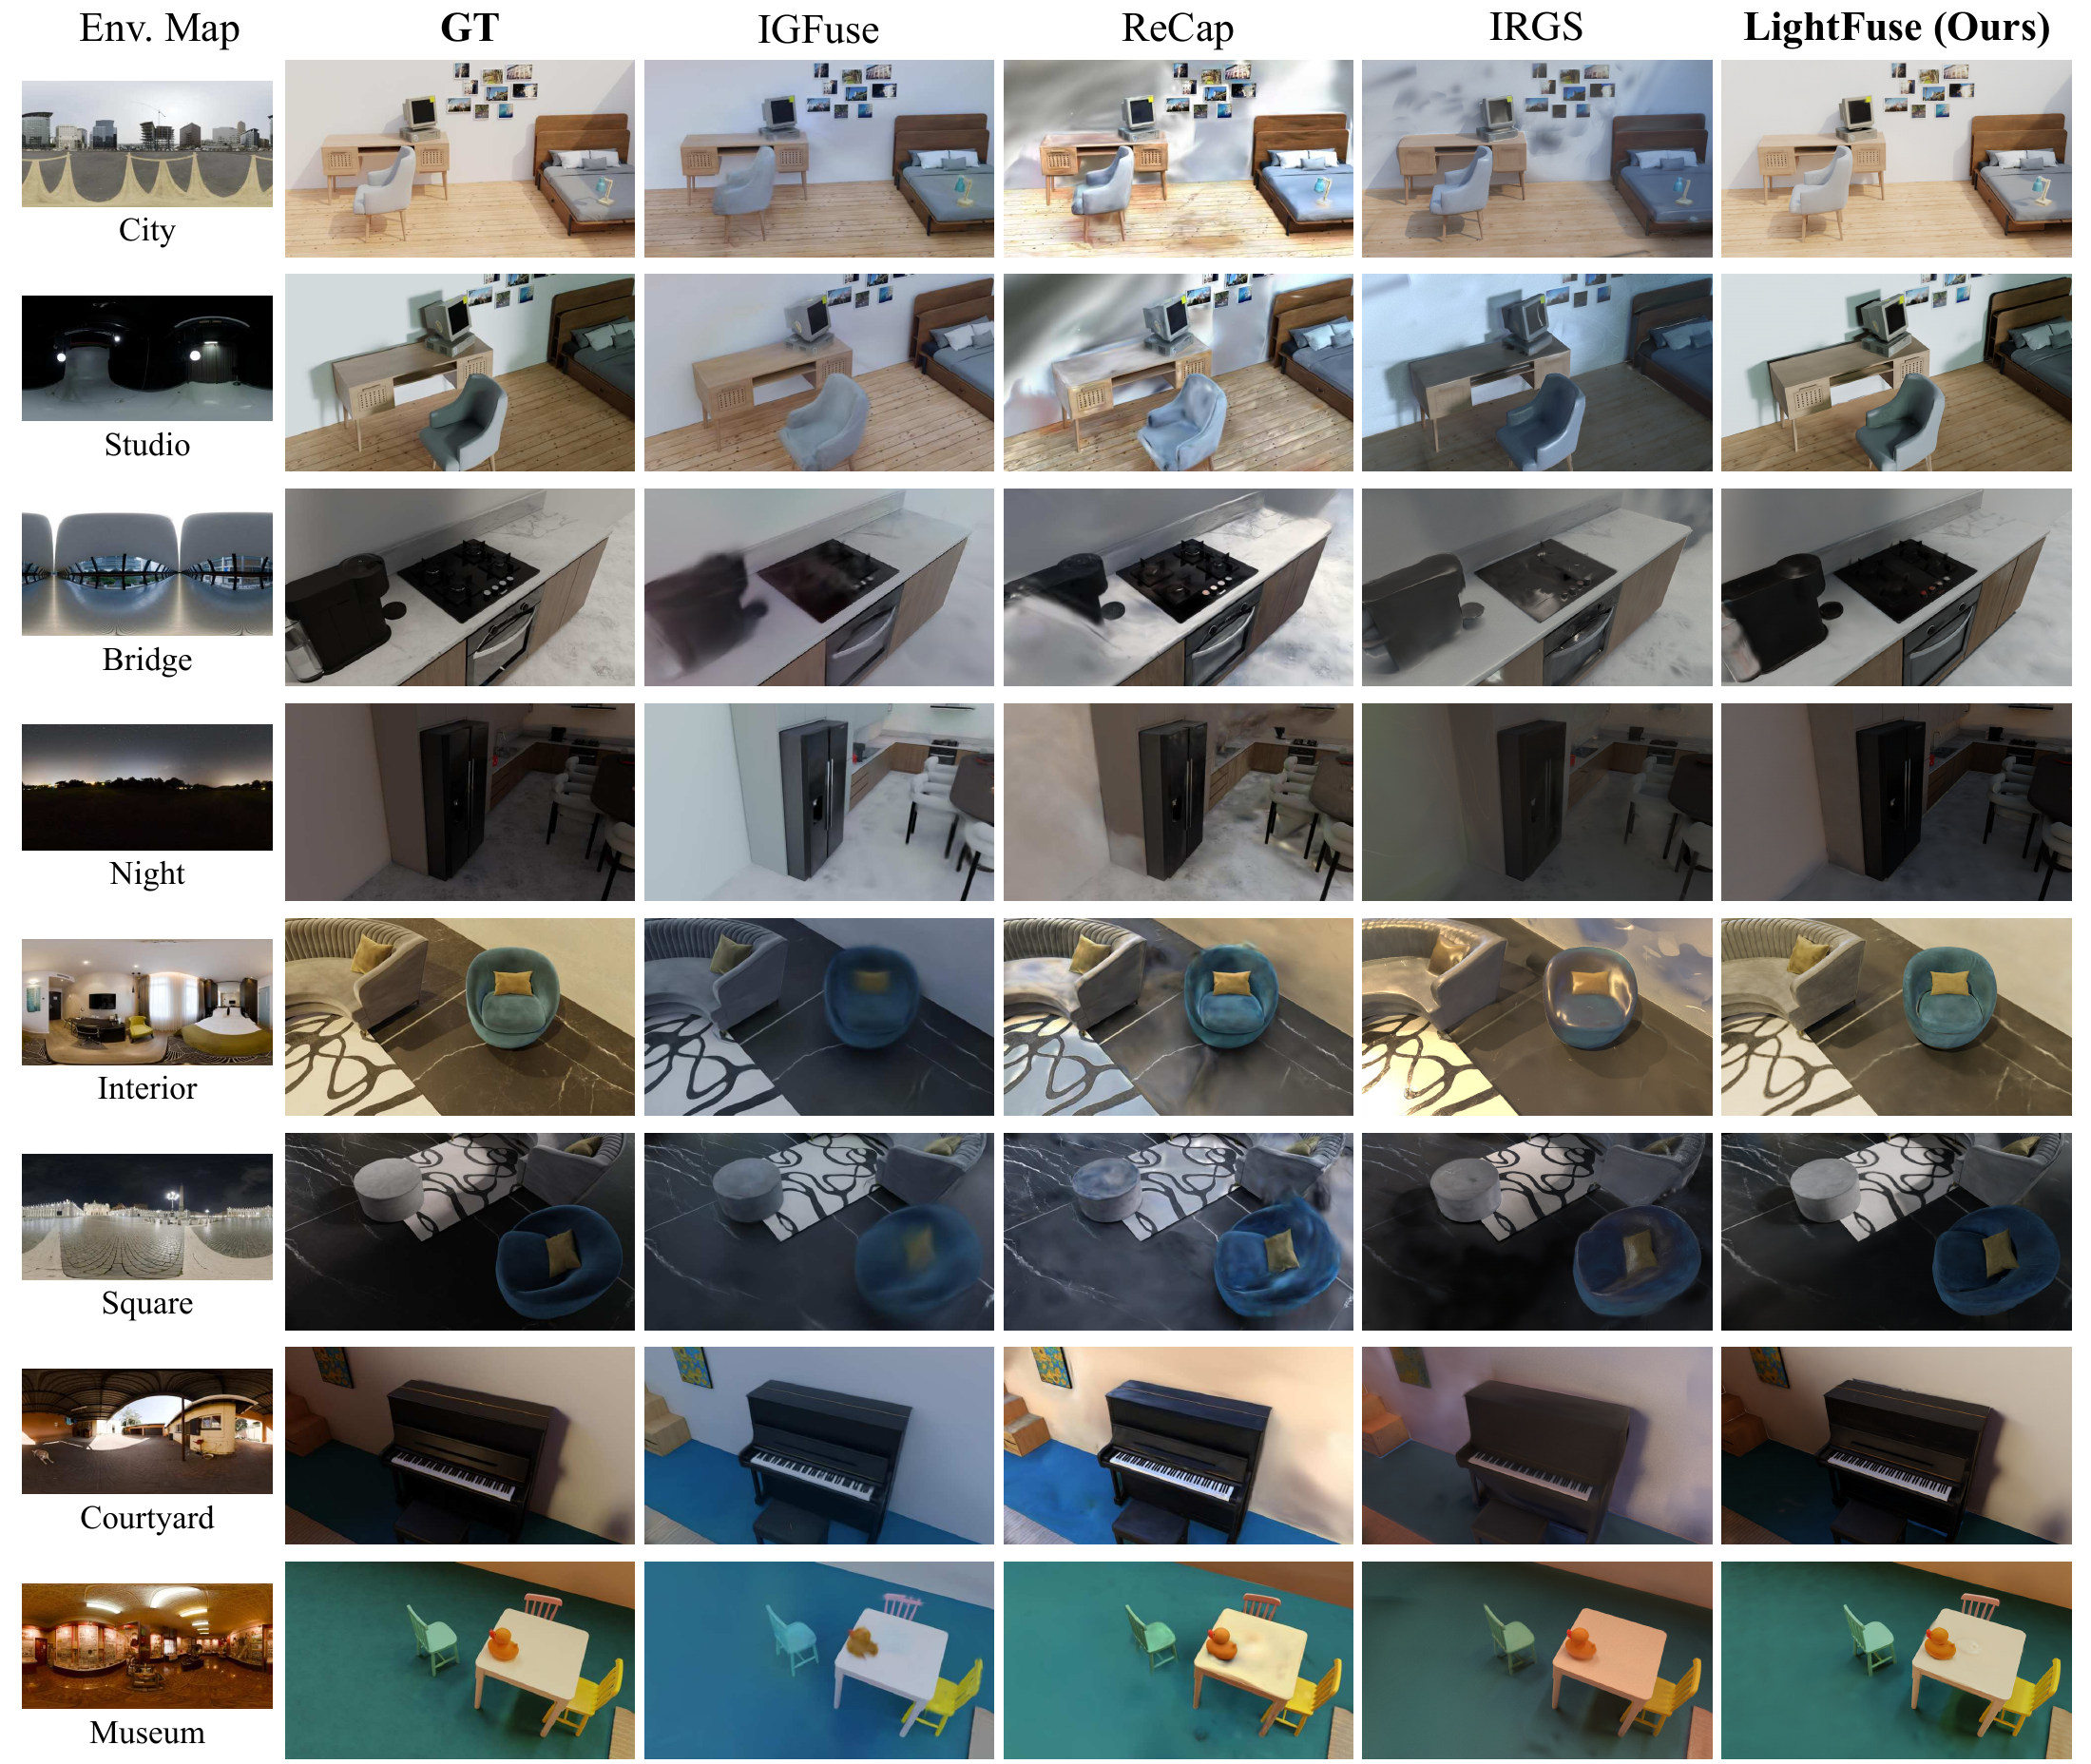 Env. Map GT IGFuse ReCap IRGS LightFuse (Ours)
City
Studio
Bridge
Night
Interior
Square
Courtyard
Museum